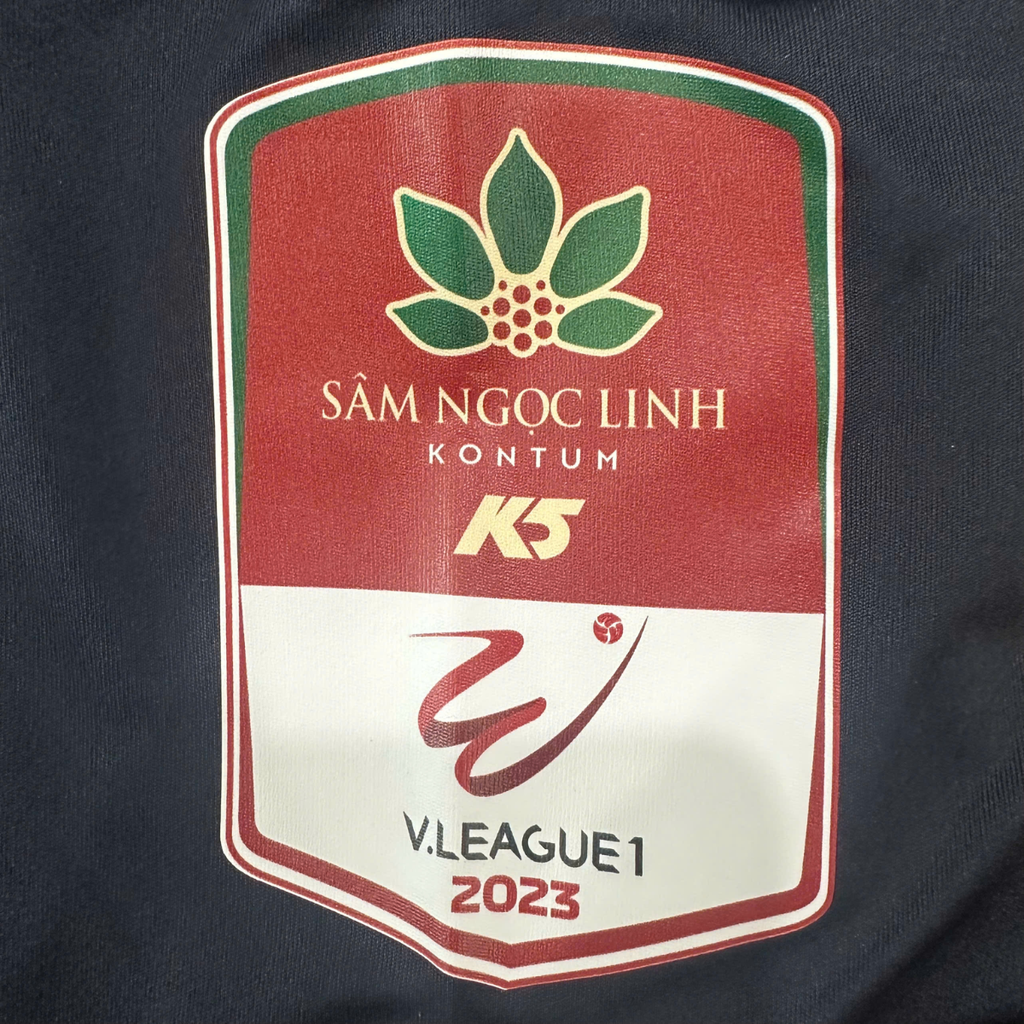 SÂM NGỌC LINH
KONTUM
K5
V.LEAGUE 1
2023